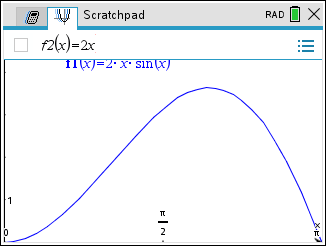 Scratchpad
RAD
f2(x)=2x
f1(x)=2·x·sin(x)
1
0
π
2
x
π